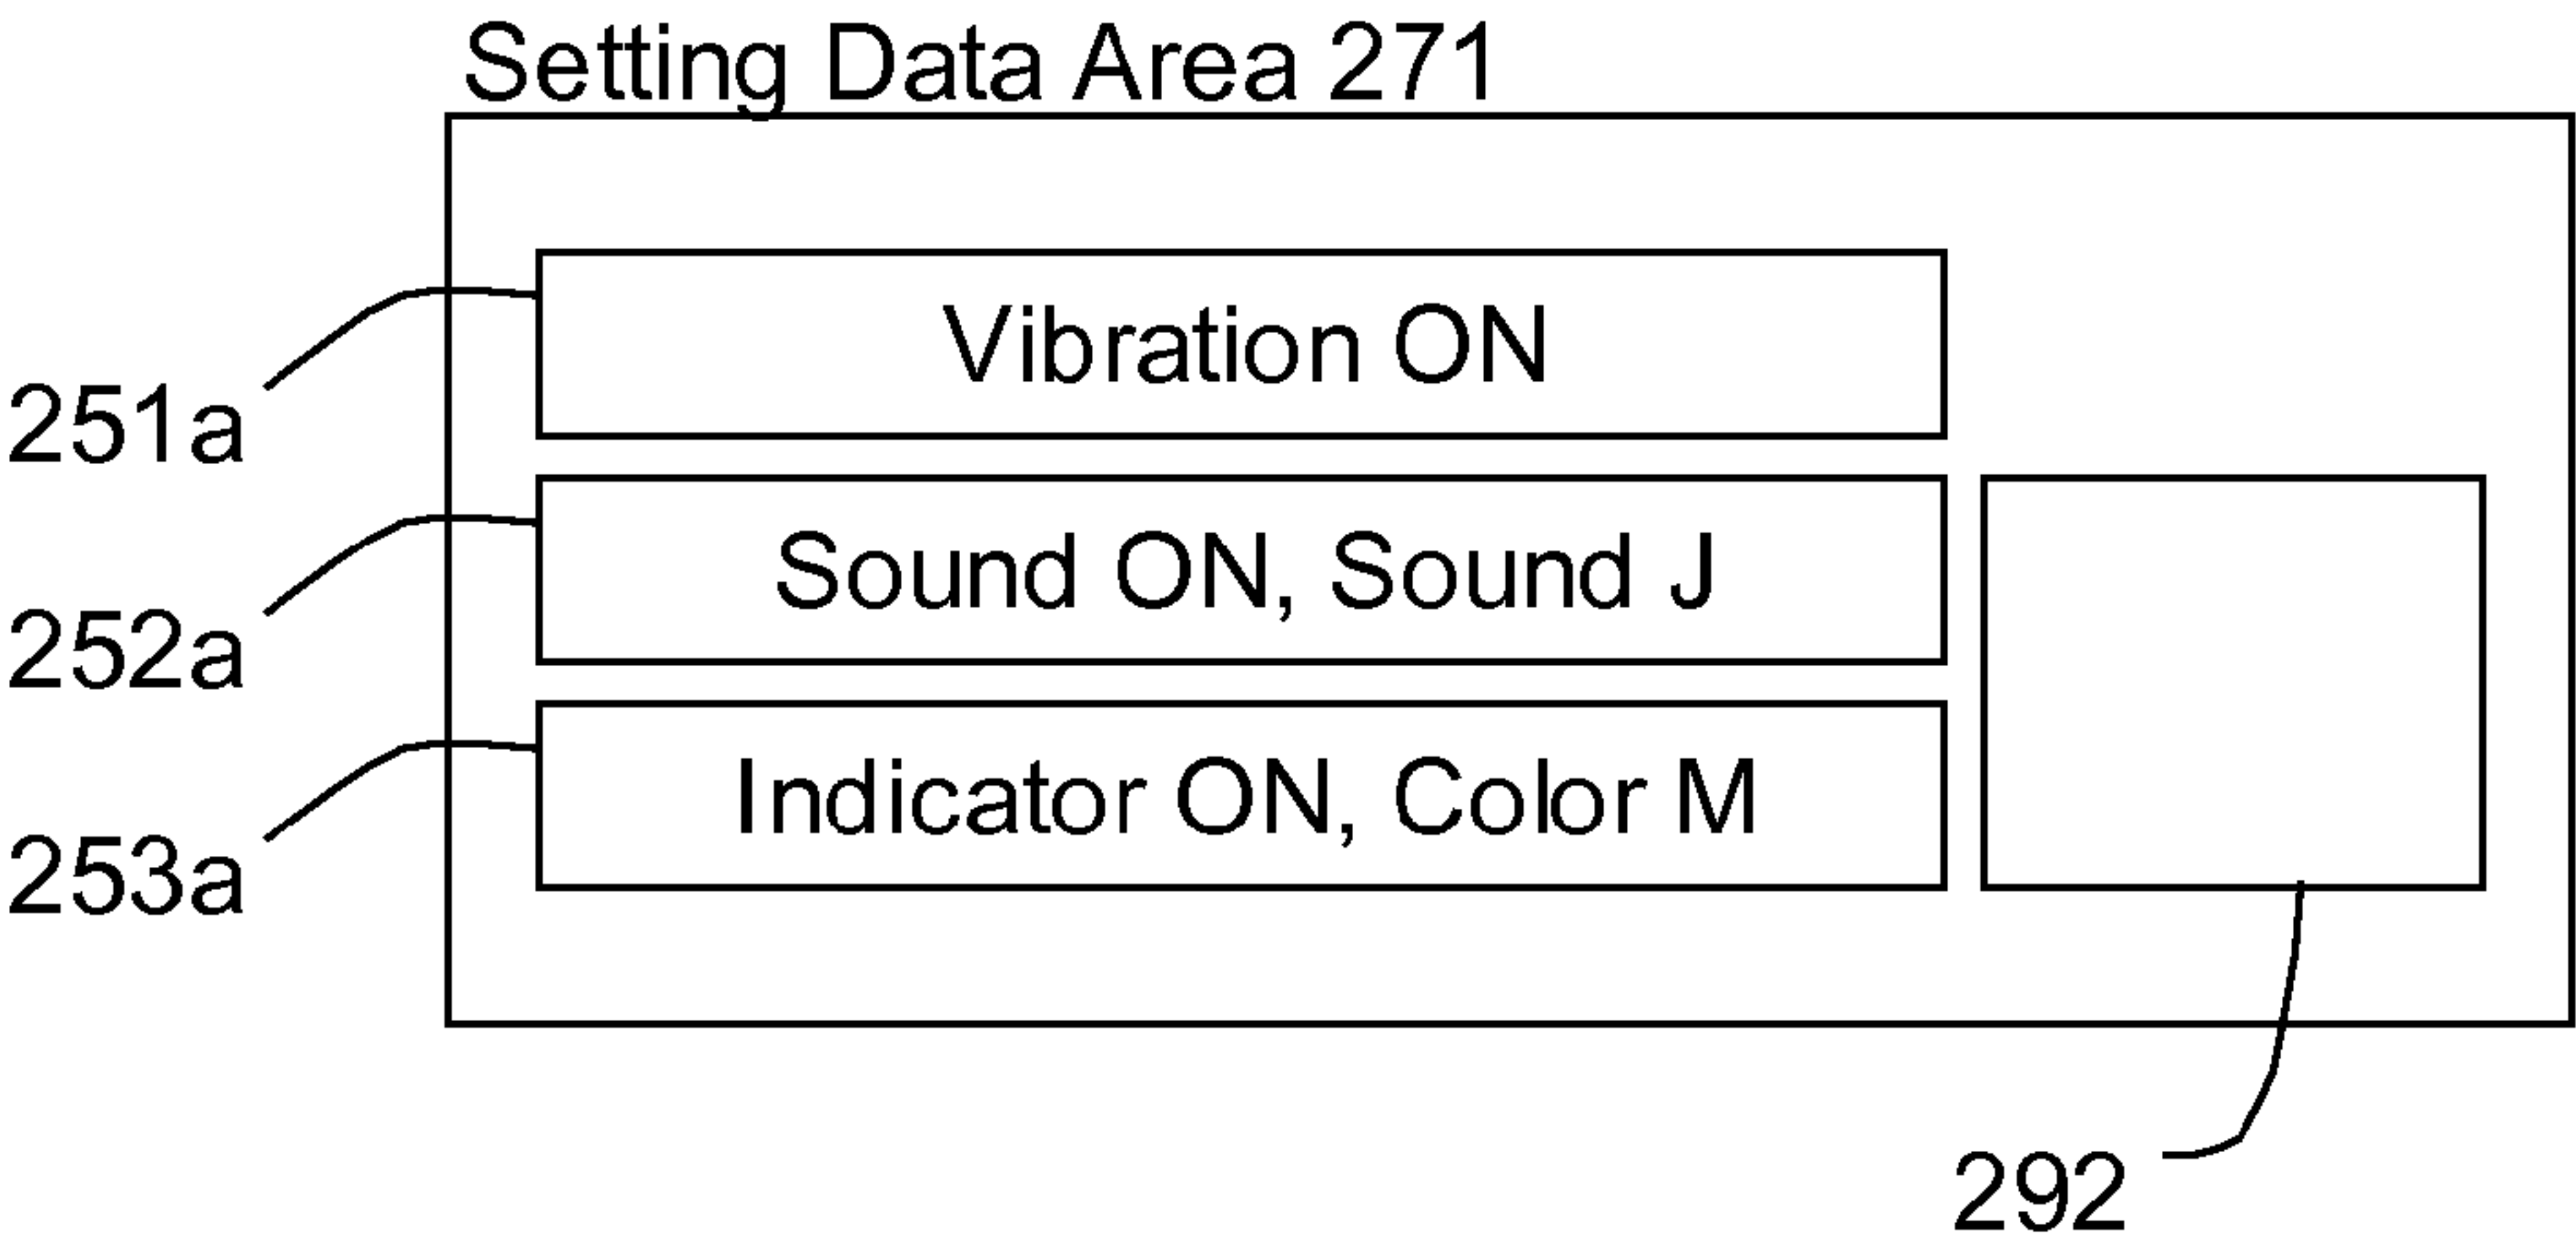 Setting Data Area 271
Vibration ON
251a
Sound ON, Sound J
252a
Indicator ON, Color M
253a
292